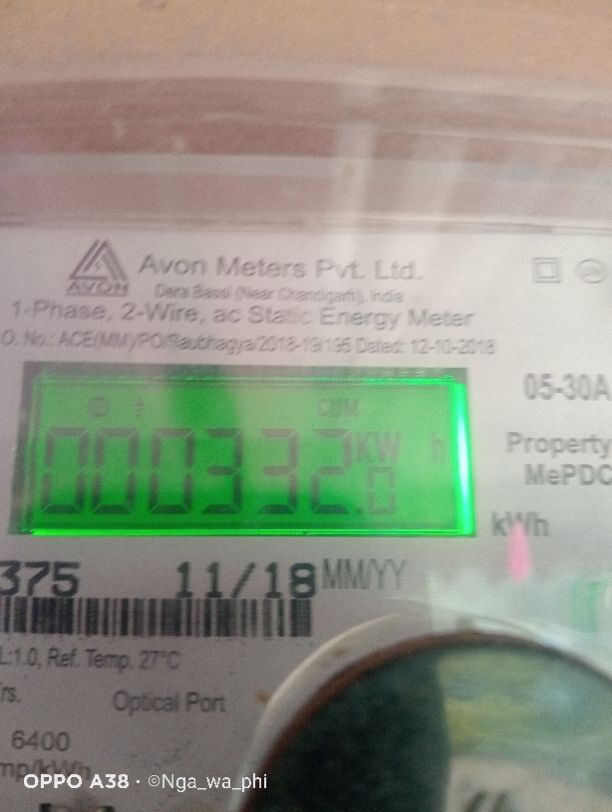 AVON
Avon Meters Pvt. Ltd.
Dera Bassi (Near Chandigarh), India
1-Phase, 2-Wire, ac Static Energy Meter
O. No.: ACE(MM)/PO/Saubhagya/2018-19/195 Dated: 12-10-2018
05-30A
CUM
000332.0 KW h
Property
MePDC
kWh
375 11/18 MM/YY
L:1.0, Ref. Temp. 27°C
rs.
Optical Port
6400
mp/kWh
OPPO A38 · ©Nga_wa_phi